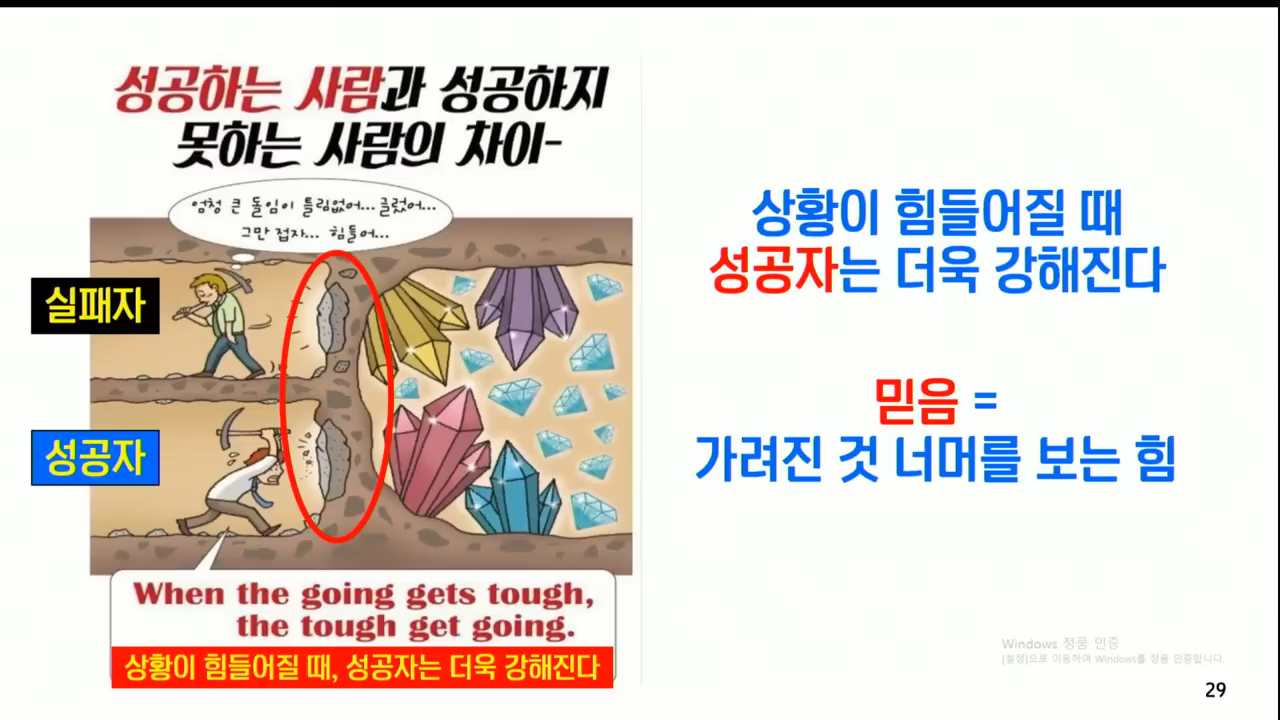 성공하는 사람과 성공하지
못하는 사람의 차이-
엄청 큰 돌임이 틀림없어... 글렀어...
그만 접자... 힘들어...
실패자
성공자
When the going gets tough,
the tough get going.
상황이 힘들어질 때, 성공자는 더욱 강해진다
상황이 힘들어질 때
성공자는 더욱 강해진다
믿음 =
가려진 것 너머를 보는 힘
Windows 정품 인증
[설정]으로 이동하여 Windows를 정품 인증합니다.
29